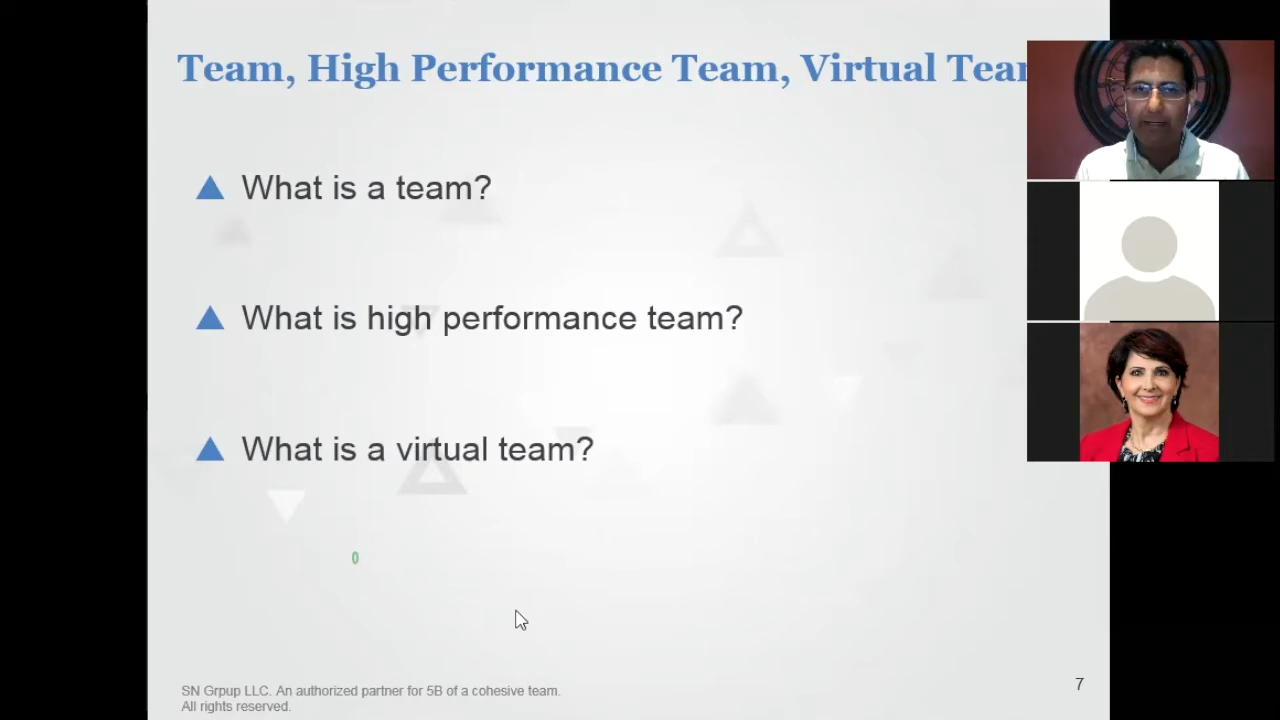 Team, High Performance Team, Virtual Tea
What is a team?
What is high performance team?
What is a virtual team?
0
SN Grpup LLC. An authorized partner for 5B of a cohesive team.
All rights reserved.
7